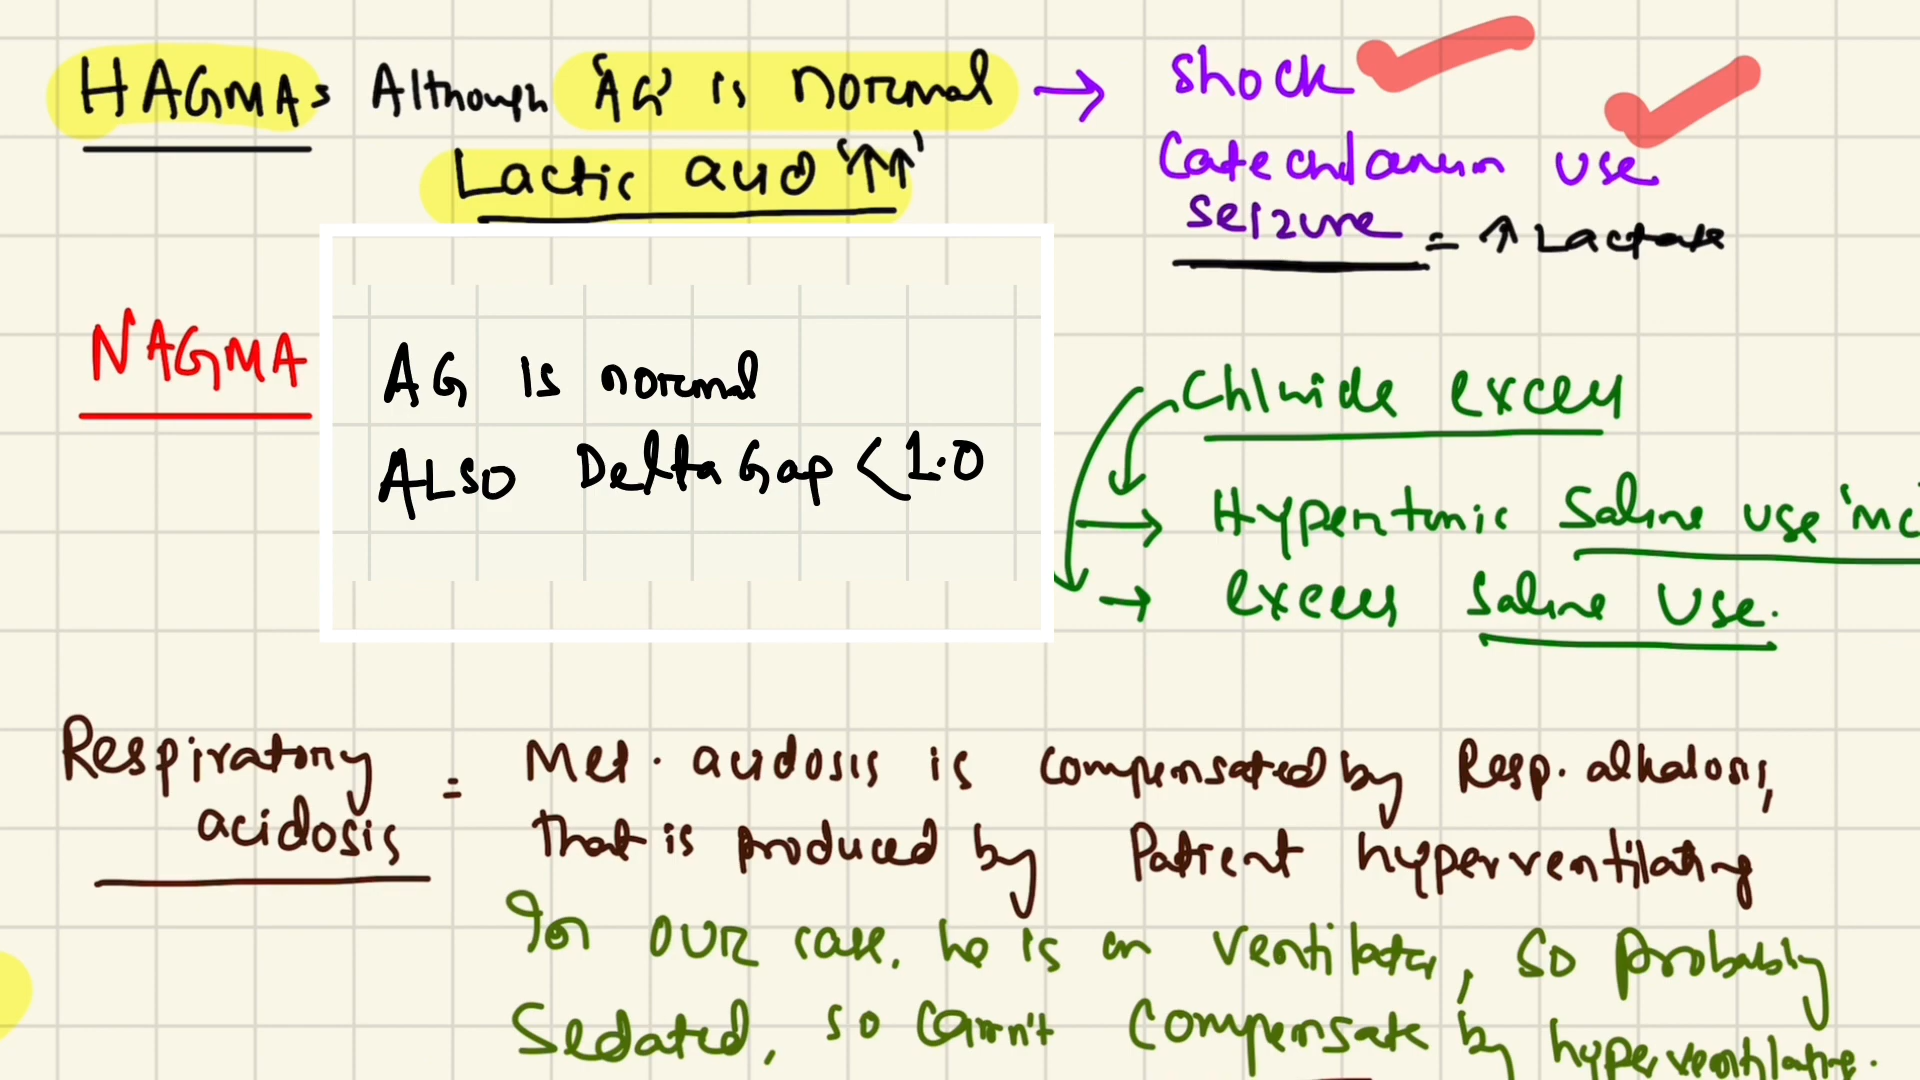 HAGMA = Although 'AG' is normal → Shock
Lactic acid '↑↑'
Catecholamin use
Seizure = ↑ Lactate
NAGMA
AG is normal
ALSO Delta Gap < 1.0
Chloride excess
→ Hypertonic Saline use 'mc
→ excess Saline Use.
Respiratory acidosis = Met. acidosis is compensated by Resp. alkalosis,
that is produced by Patient hyperventilating
In our case, he is on ventilator, so probably
Sedated, so can't compensate by hyperventilating.